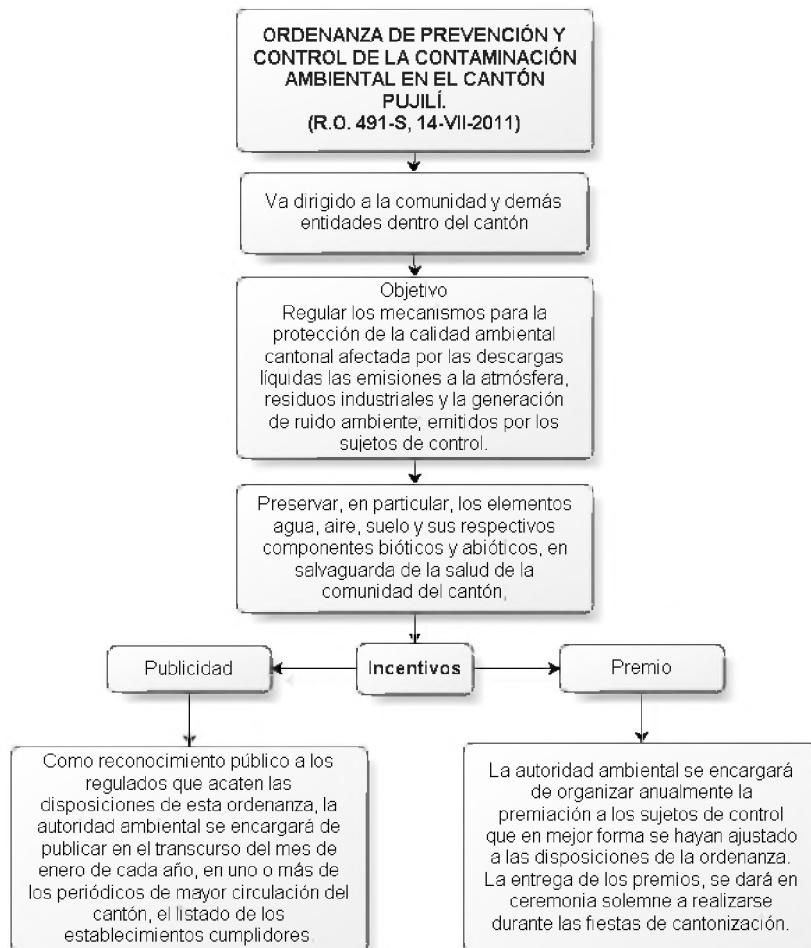 ORDENANZA DE PREVENCIÓN Y
CONTROL DE LA CONTAMINACIÓN
AMBIENTAL EN EL CANTÓN
PUJILÍ.
(R.O. 491-S, 14-VII-2011)
Va dirigido a la comunidad y demás
entidades dentro del cantón
Objetivo
Regular los mecanismos para la
protección de la calidad ambiental
cantonal afectada por las descargas
líquidas las emisiones a la atmósfera,
residuos industriales y la generación
de ruido ambiente, emitidos por los
sujetos de control.
Preservar, en particular, los elementos
agua, aire, suelo y sus respectivos
componentes bióticos y abióticos, en
salvaguarda de la salud de la
comunidad del cantón,
Publicidad
Incentivos
Premio
Como reconocimiento público a los
regulados que acaten las
disposiciones de esta ordenanza, la
autoridad ambiental se encargará de
publicar en el transcurso del mes de
enero de cada año, en uno o más de
los periódicos de mayor circulación del
cantón, el listado de los
establecimientos cumplidores,
La autoridad ambiental se encargará
de organizar anualmente la
premiación a los sujetos de control
que en mejor forma se hayan ajustado
a las disposiciones de la ordenanza.
La entrega de los premios, se dará en
ceremonia solemne a realizarse
durante las fiestas de cantonización.